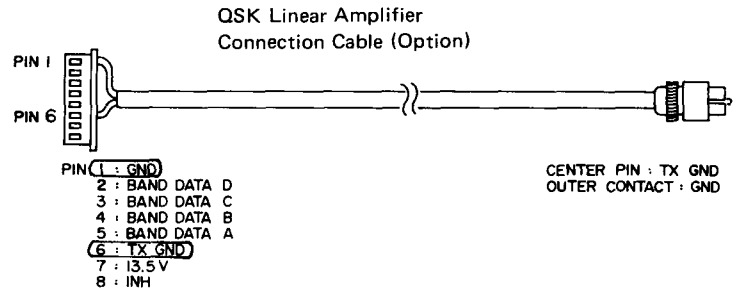 QSK Linear Amplifier
Connection Cable (Option)
PIN 1
PIN 6
PIN 1 : GND
2 : BAND DATA D
3 : BAND DATA C
4 : BAND DATA B
5 : BAND DATA A
6 : TX GND
7 : 13.5V
8 : INH
CENTER PIN : TX GND
OUTER CONTACT : GND